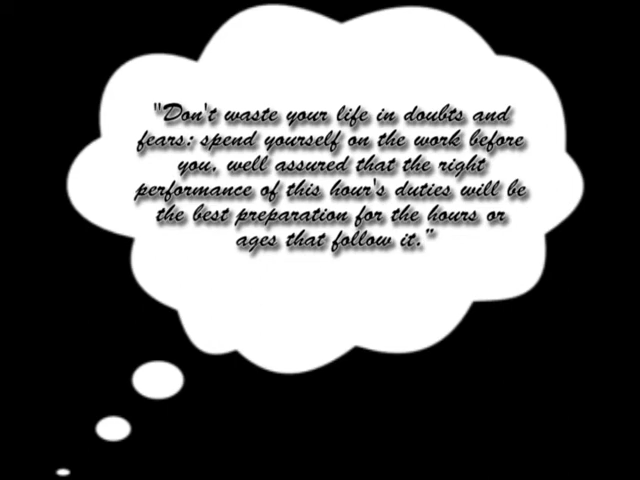 "Don't waste your life in doubts and
fears: spend yourself on the work before
you, well assured that the right
performance of this hour's duties will be
the best preparation for the hours or
ages that follow it."